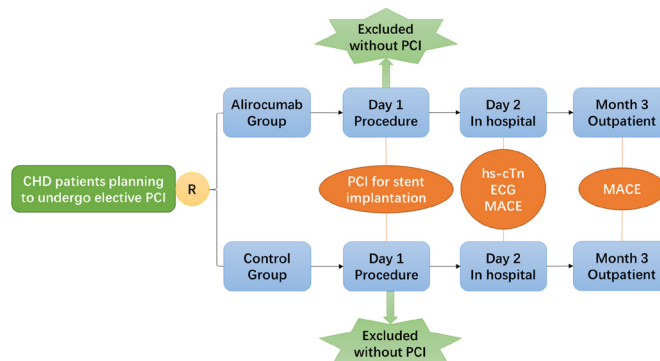 Excluded
without PCI
Alirocumab
Group
Day 1
Procedure
Day 2
In hospital
Month 3
Outpatient
CHD patients planning
to undergo elective PCI
R
PCI for stent
implantation
hs-cTn
ECG
MACE
MACE
Control
Group
Day 1
Procedure
Day 2
In hospital
Month 3
Outpatient
Excluded
without PCI